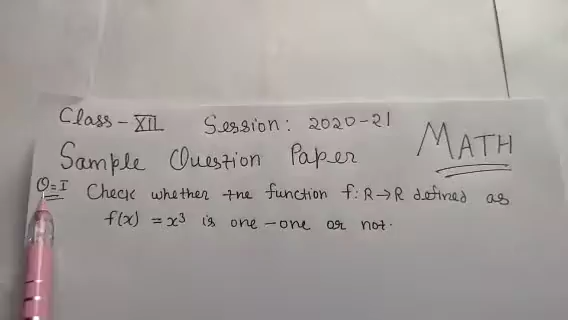 Class - XII Session: 2020-21
MATH
Sample Question Paper
Q=I Check whether the function f: R→R defined as
f(x) = x³ is one-one or not.